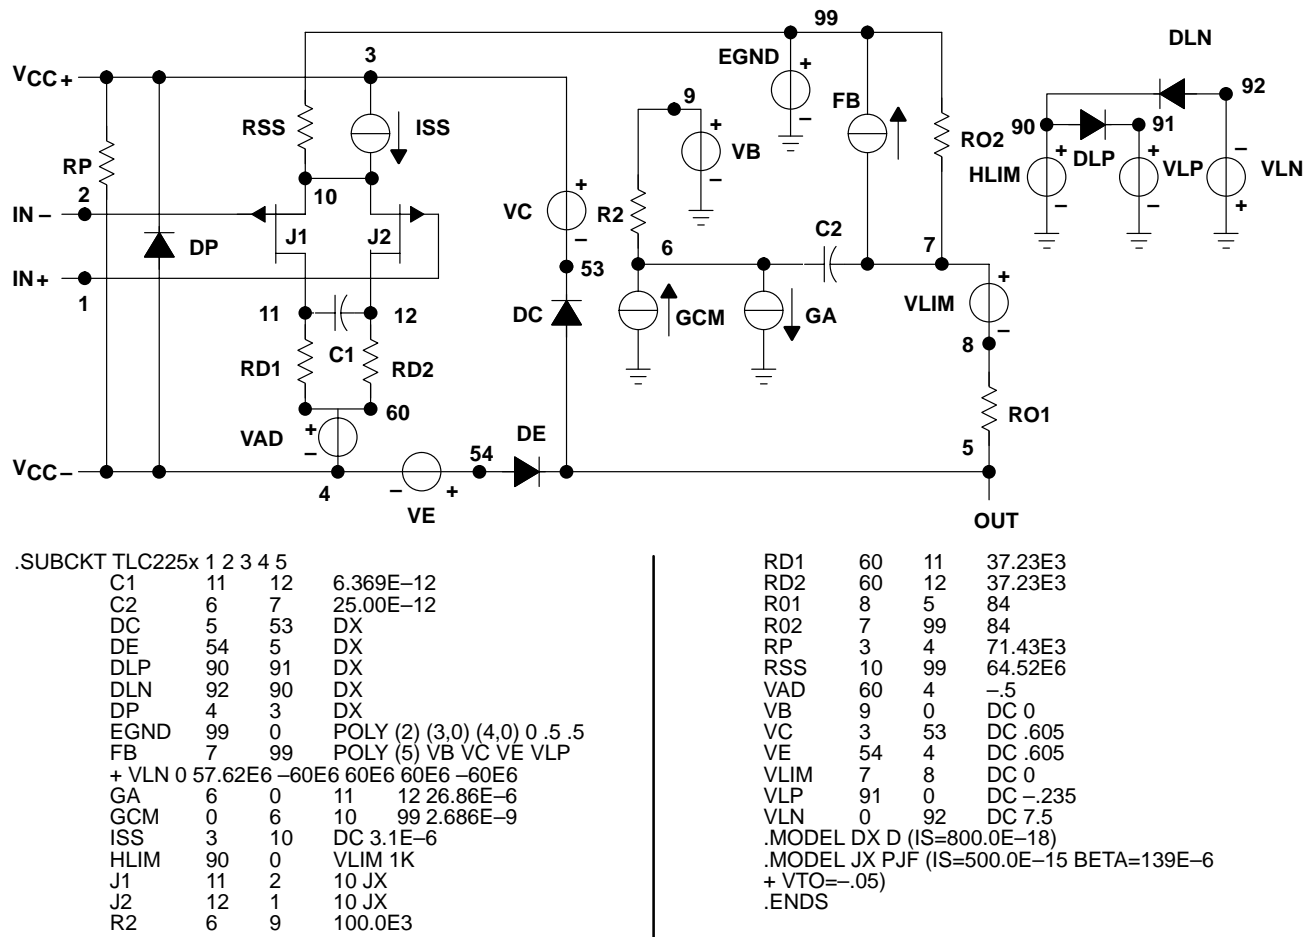 99
3
DLN
VCC+
EGND
+
–
FB
9
92
RSS
ISS
VB
+
–
RO2
90
91
RP
10
DLP
HLIM
+
–
VLP
+
–
VLN
–
+
2
IN –
J1
J2
VC
+
–
R2
C2
7
6
DP
IN+
1
53
GCM
GA
VLIM
+
–
11
12
C1
DC
8
RD1
RD2
60
RO1
VAD
+
–
54
DE
5
VCC–
4
–
+
VE
OUT
.SUBCKT TLC225x 1 2 3 4 5
C1 11 12 6.369E–12
C2 6 7 25.00E–12
DC 5 53 DX
DE 54 5 DX
DLP 90 91 DX
DLN 92 90 DX
DP 4 3 DX
EGND 99 0 POLY (2) (3,0) (4,0) 0 .5 .5
FB 7 99 POLY (5) VB VC VE VLP
+ VLN 0 57.62E6 –60E6 60E6 60E6 –60E6
GA 6 0 11 12 26.86E–6
GCM 0 6 10 99 2.686E–9
ISS 3 10 DC 3.1E–6
HLIM 90 0 VLIM 1K
J1 11 2 10 JX
J2 12 1 10 JX
R2 6 9 100.0E3
RD1 60 11 37.23E3
RD2 60 12 37.23E3
R01 8 5 84
R02 7 99 84
RP 3 4 71.43E3
RSS 10 99 64.52E6
VAD 60 4 –.5
VB 9 0 DC 0
VC 3 53 DC .605
VE 54 4 DC .605
VLIM 7 8 DC 0
VLP 91 0 DC –.235
VLN 0 92 DC 7.5
.MODEL DX D (IS=800.0E–18)
.MODEL JX PJF (IS=500.0E–15 BETA=139E–6
+ VTO=–.05)
.ENDS